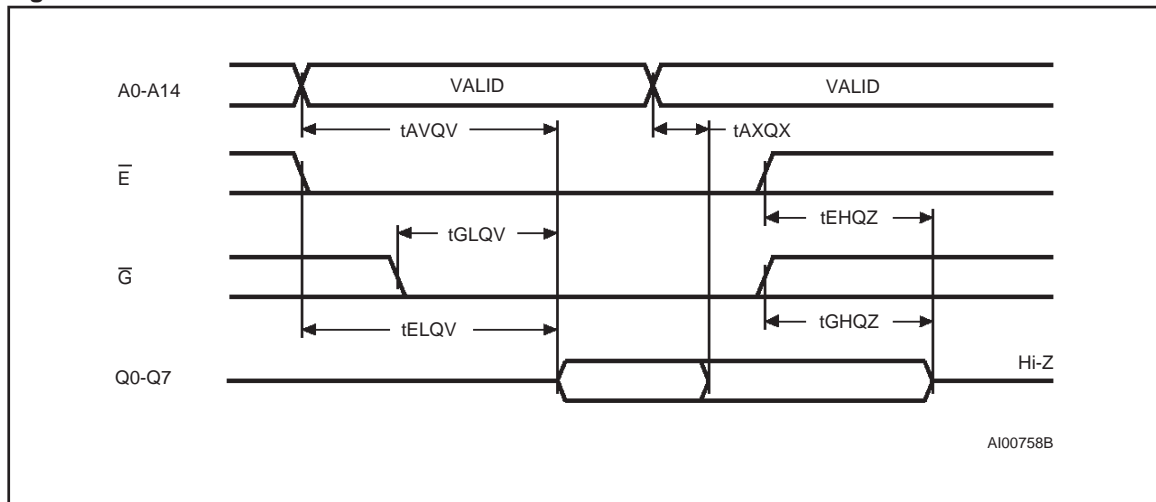 A0-A14
VALID
VALID
tAVQV
tAXQX
E̅
tEHQZ
tGLQV
G̅
tGHQZ
tELQV
Q0-Q7
Hi-Z
AI00758B